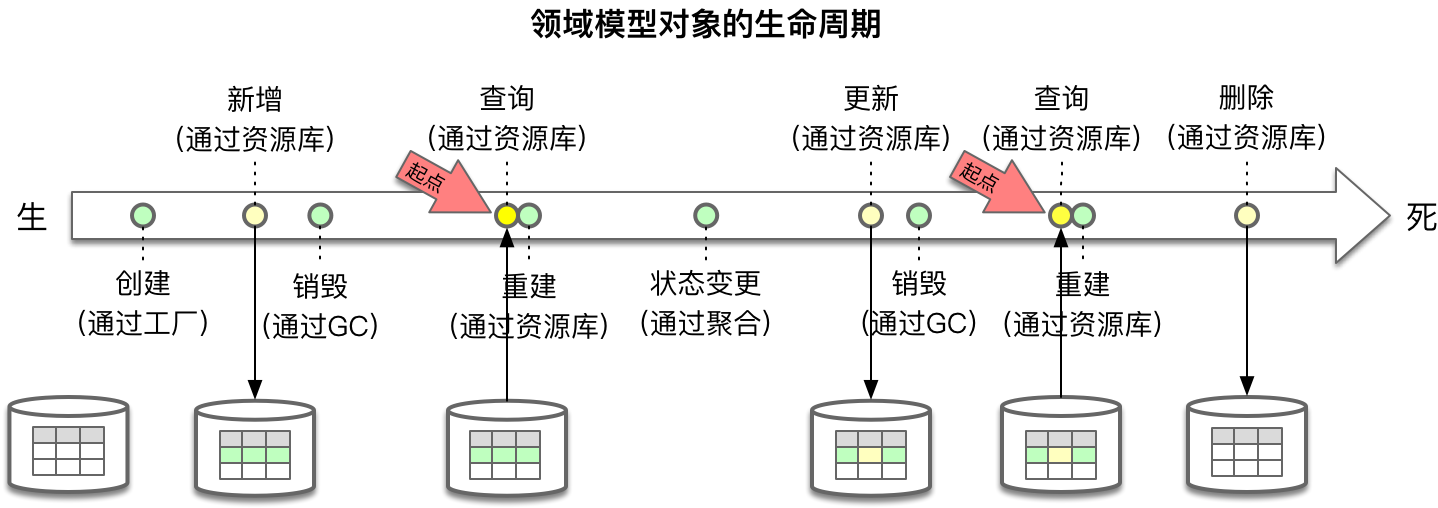 领域模型对象的生命周期
新增
(通过资源库)
查询
(通过资源库)
更新
(通过资源库)
查询
(通过资源库)
删除
(通过资源库)
起点
起点
生
死
创建
(通过工厂)
销毁
(通过GC)
重建
(通过资源库)
状态变更
(通过聚合)
销毁
(通过GC)
重建
(通过资源库)